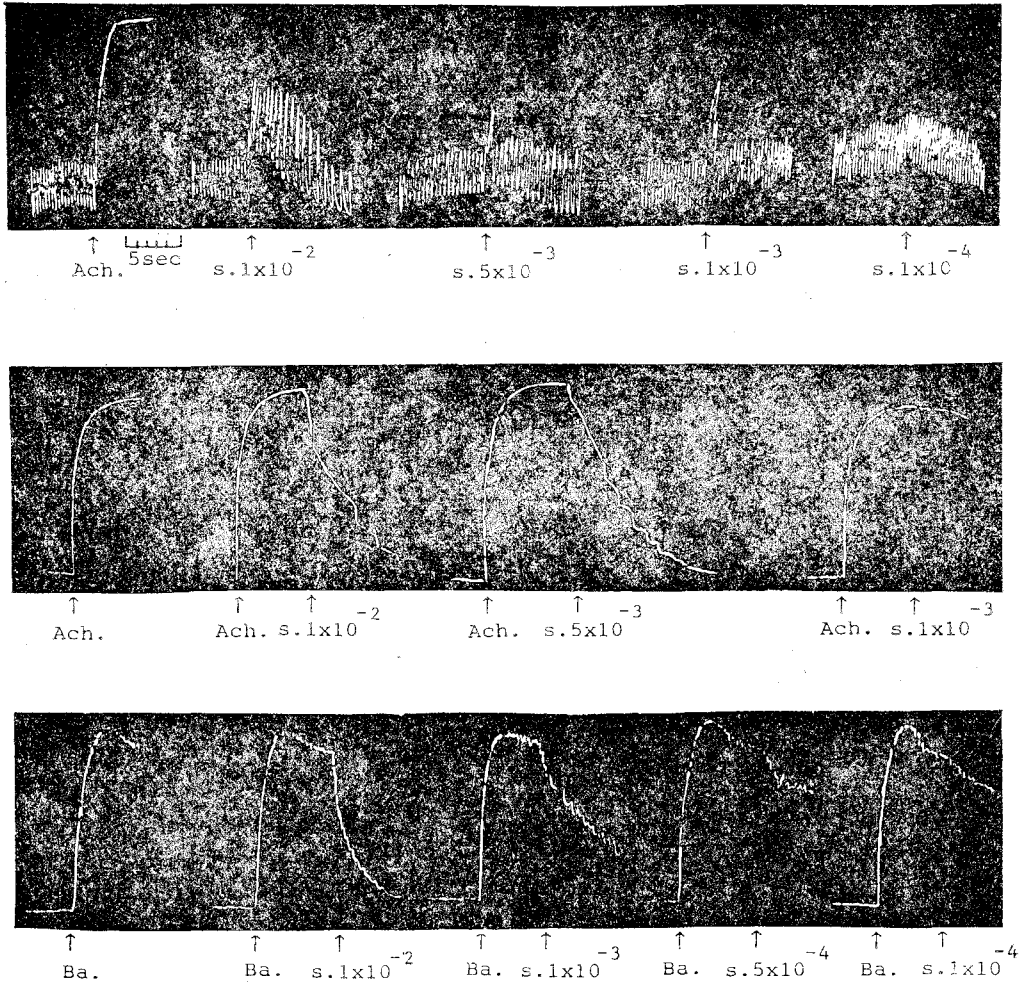 Ach. 5sec s.1x10⁻² s.5x10⁻³ s.1x10⁻³ s.1x10⁻⁴
Ach. Ach. s.1x10⁻² Ach. s.5x10⁻³ Ach. s.1x10⁻³
Ba. Ba. s.1x10⁻² Ba. s.1x10⁻³ Ba. s.5x10⁻⁴ Ba. s.1x10⁻⁴